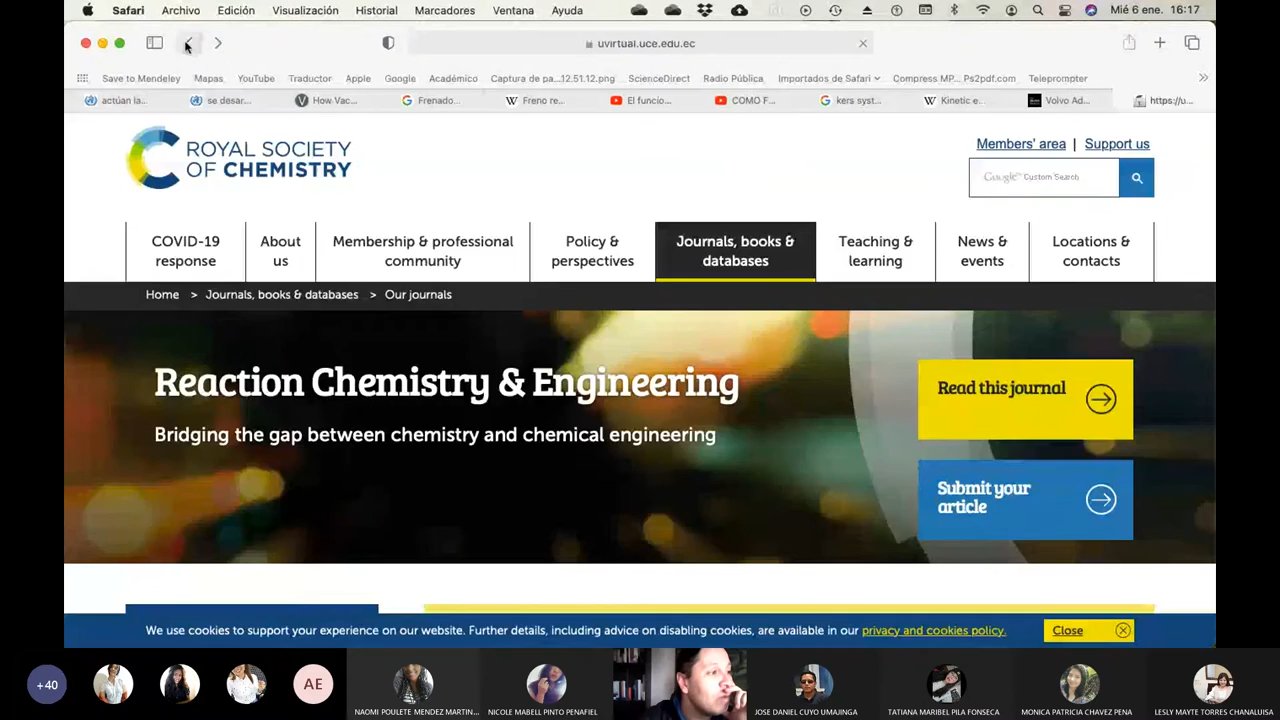 Safari Archivo Edición Visualización Historial Marcadores Ventana Ayuda Mié 6 ene. 16:17
uvirtual.uce.edu.ec
Save to Mendeley Mapas YouTube Traductor Apple Google Académico Captura de pa...12.51.12.png ScienceDirect Radio Pública Importados de Safari Compress MP... Ps2pdf.com Teleprompter
actúan la... se desar... How Vac... Frenado... Freno re... El funcio... COMO F... kers syst... Kinetic e... Volvo Ad... https://u...
ROYAL SOCIETY
OF CHEMISTRY
Members' area | Support us
Google Custom Search
COVID-19
response
About
us
Membership & professional
community
Policy &
perspectives
Journals, books &
databases
Teaching &
learning
News &
events
Locations &
contacts
Home > Journals, books & databases > Our journals
Reaction Chemistry & Engineering
Bridging the gap between chemistry and chemical engineering
Read this journal
Submit your
article
We use cookies to support your experience on our website. Further details, including advice on disabling cookies, are available in our privacy and cookies policy.
Close
+40
AE
NAOMI POULETE MENDEZ MARTIN...
NICOLE MABELL PINTO PENAFIEL
JOSE DANIEL CUYO UMAJINGA
TATIANA MARIBEL PILA FONSECA
MONICA PATRICIA CHAVEZ PENA
LESLY MAYTE TORRES CHANALUISA